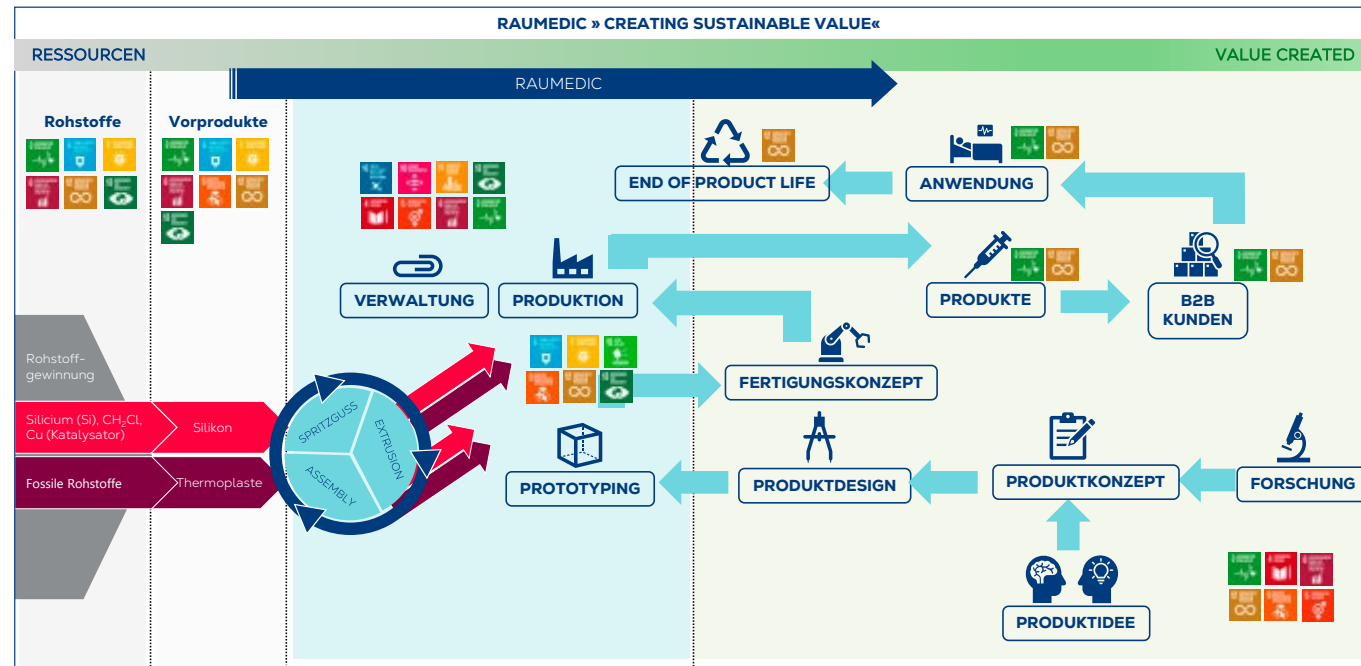 RAUMEDIC » CREATING SUSTAINABLE VALUE«
RESSOURCEN
VALUE CREATED
RAUMEDIC
Rohstoffe
Vorprodukte
END OF PRODUCT LIFE
ANWENDUNG
VERWALTUNG
PRODUKTION
PRODUKTE
B2B
KUNDEN
Rohstoff-
gewinnung
FERTIGUNGSKONZEPT
Silicium (Si), CH₂Cl,
Cu (Katalysator)
Silikon
SPRITZGUSS
EXTRUSION
ASSEMBLY
Fossile Rohstoffe
Thermoplaste
PROTOTYPING
PRODUKTDESIGN
PRODUKTKONZEPT
FORSCHUNG
PRODUKTIDEE